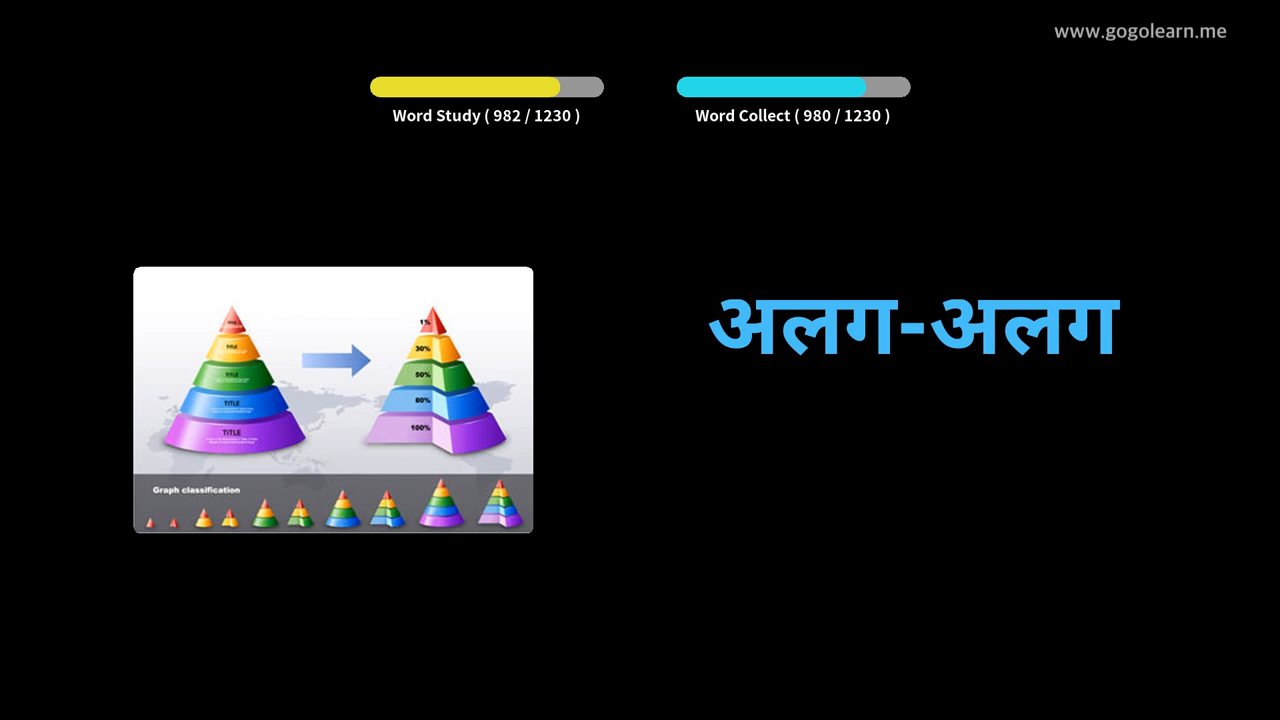 www.gogolearn.me
Word Study ( 982 / 1230 )
Word Collect ( 980 / 1230 )
अलग-अलग
1%
TITLE
30%
TITLE
50%
TITLE
80%
TITLE
100%
Graph classification